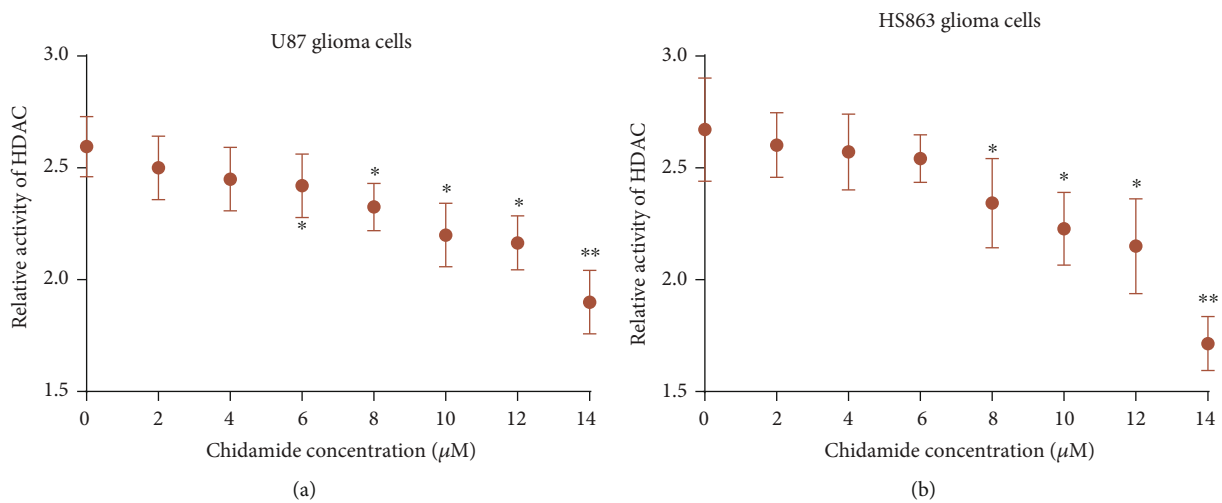 U87 glioma cells
3.0
2.5
2.0
1.5
Relative activity of HDAC
*
*
*
*
**
0 2 4 6 8 10 12 14
Chidamide concentration (μM)
(a)
HS863 glioma cells
3.0
2.5
2.0
1.5
Relative activity of HDAC
*
*
*
**
0 2 4 6 8 10 12 14
Chidamide concentration (μM)
(b)